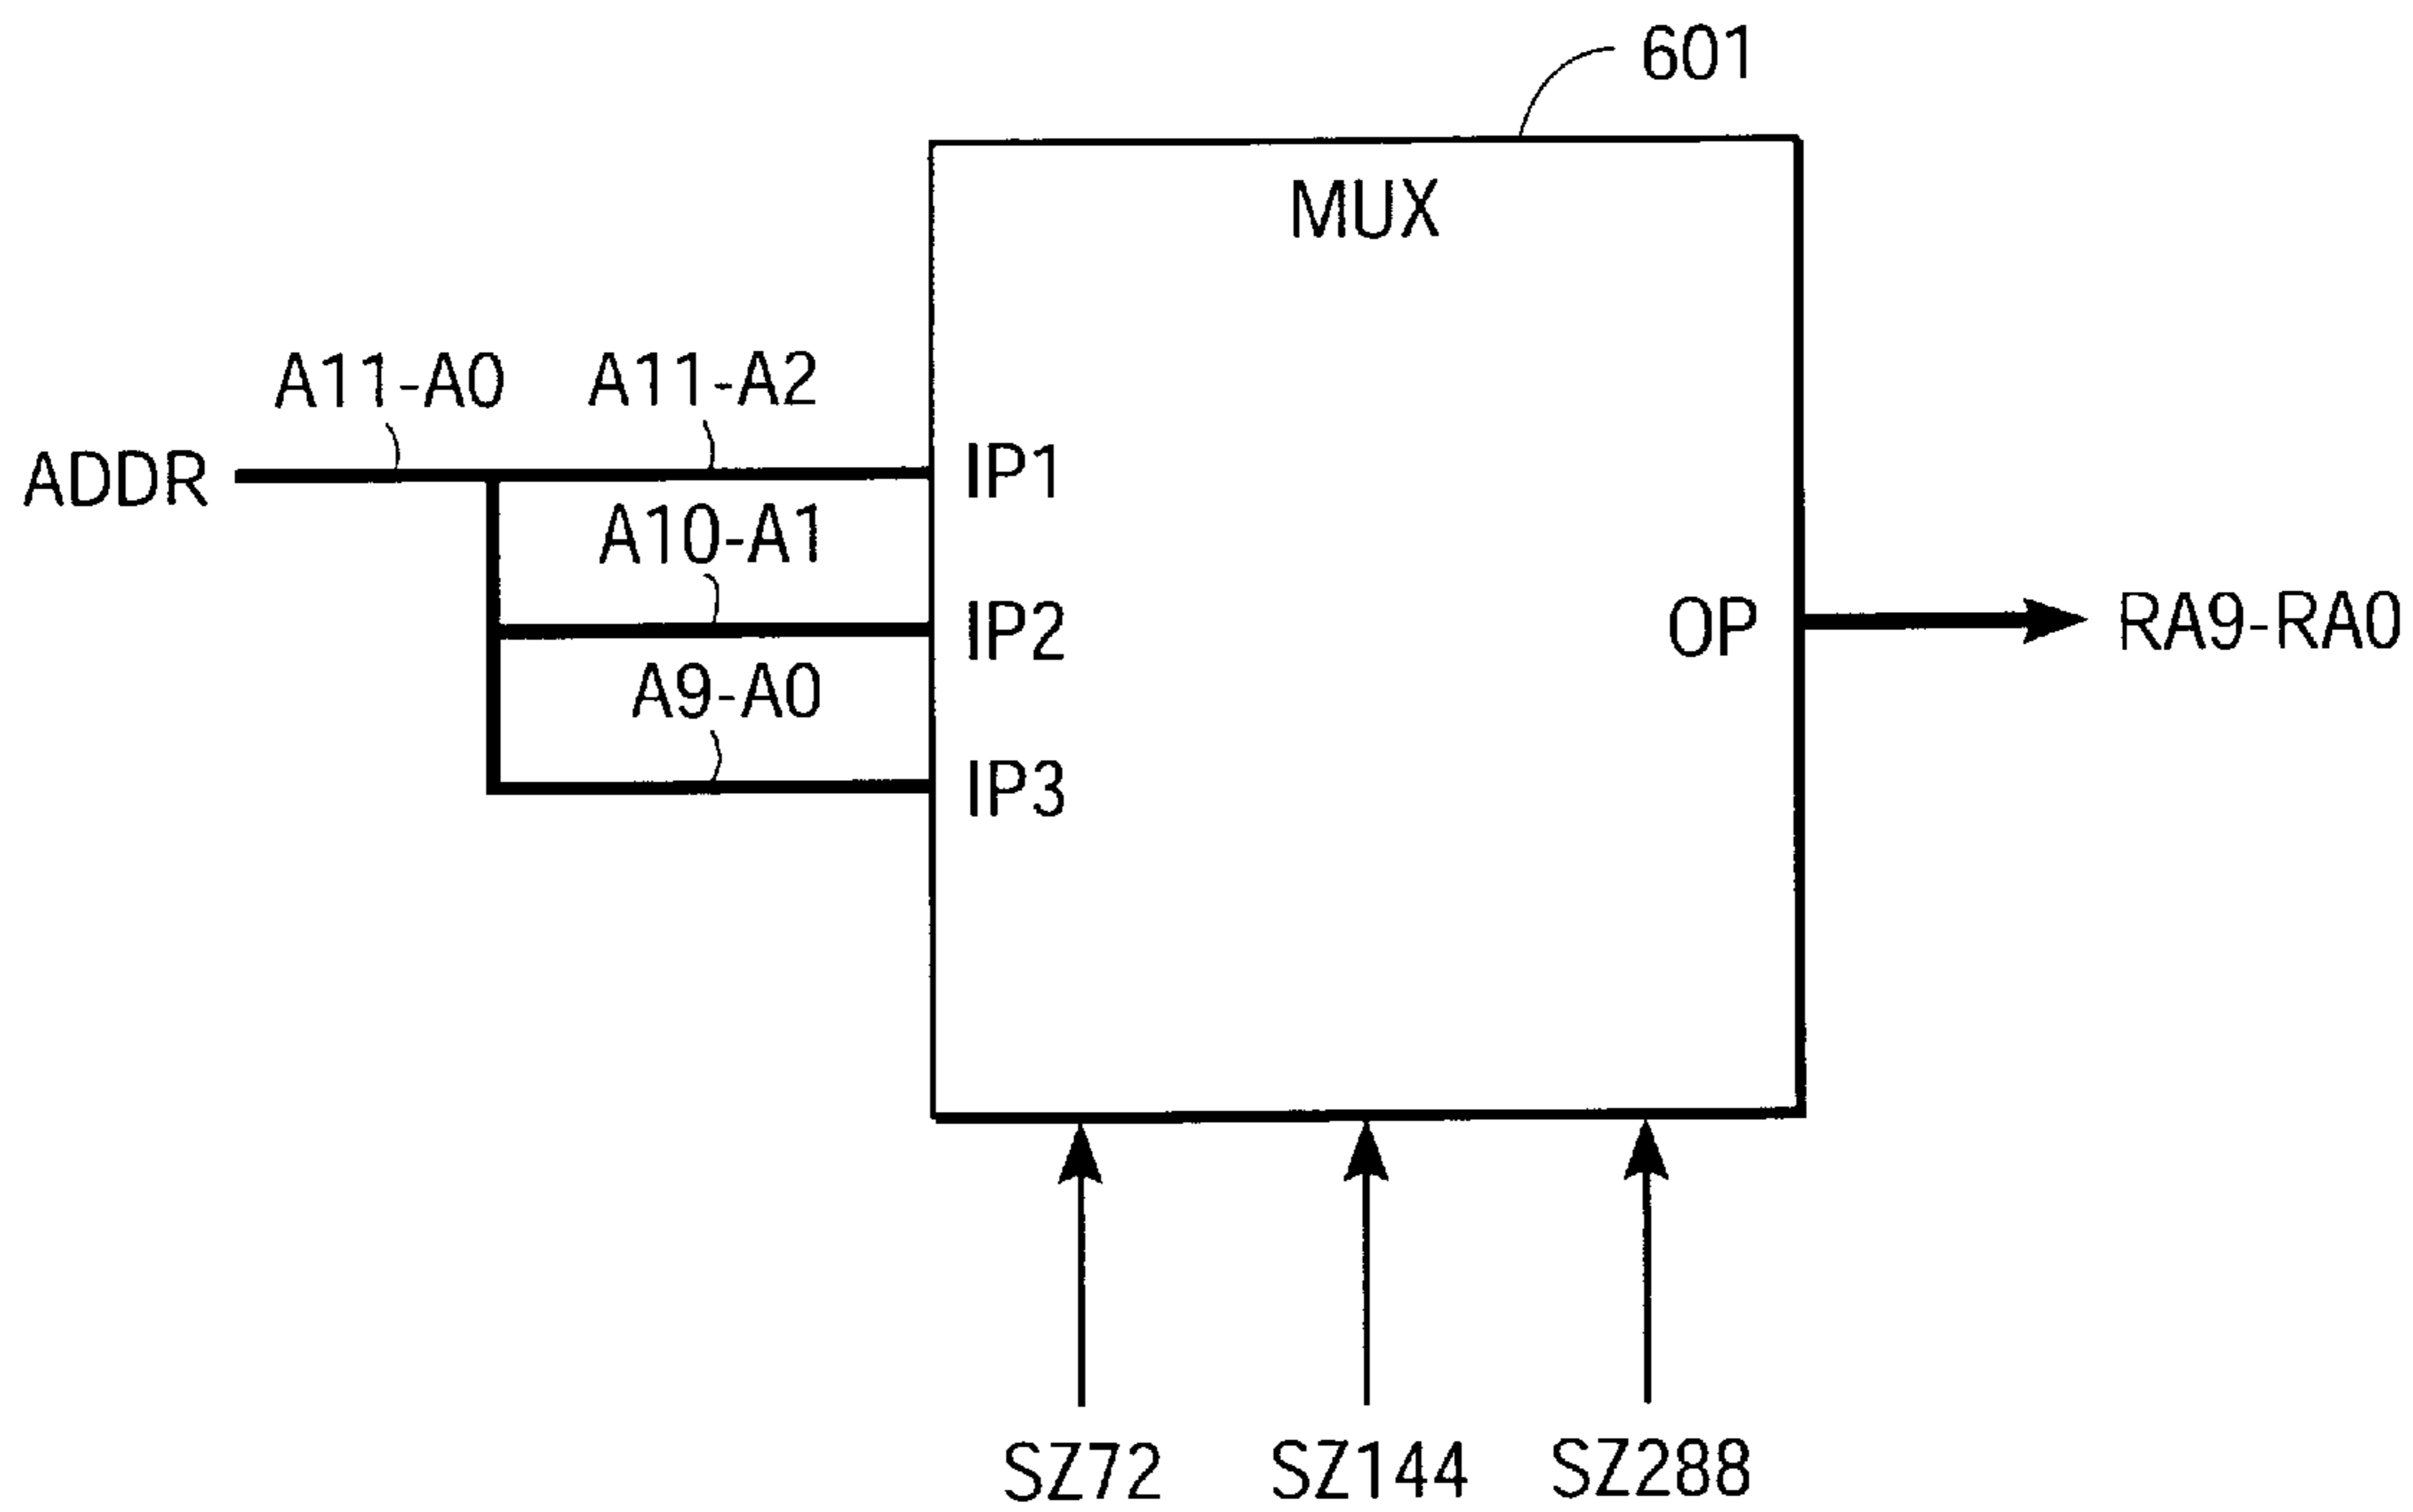 601
MUX
A11-A0
A11-A2
ADDR
IP1
A10-A1
IP2
OP
RA9-RA0
A9-A0
IP3
SZ72
SZ144
SZ288